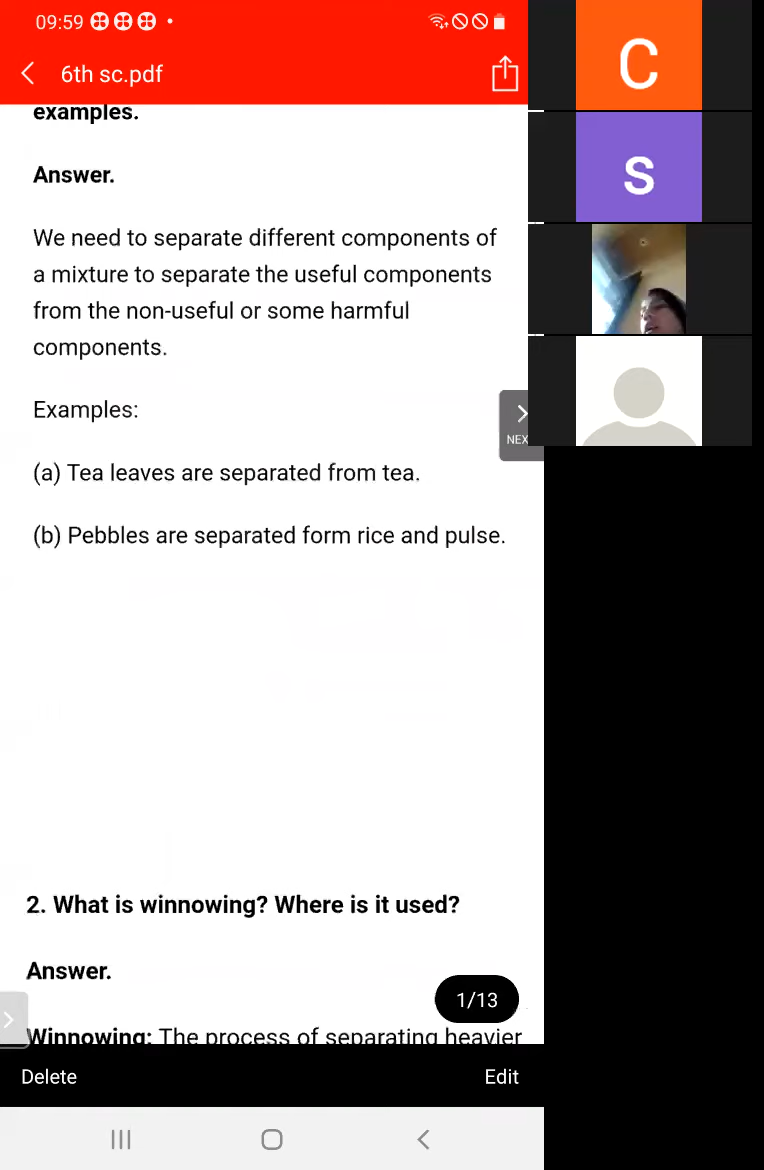 09:59
6th sc.pdf
C
examples.
Answer.
S
We need to separate different components of
a mixture to separate the useful components
from the non-useful or some harmful
components.
Examples:
NEX
(a) Tea leaves are separated from tea.
(b) Pebbles are separated form rice and pulse.
2. What is winnowing? Where is it used?
Answer.
1/13
Winnowing: The process of separating heavier
Delete
Edit